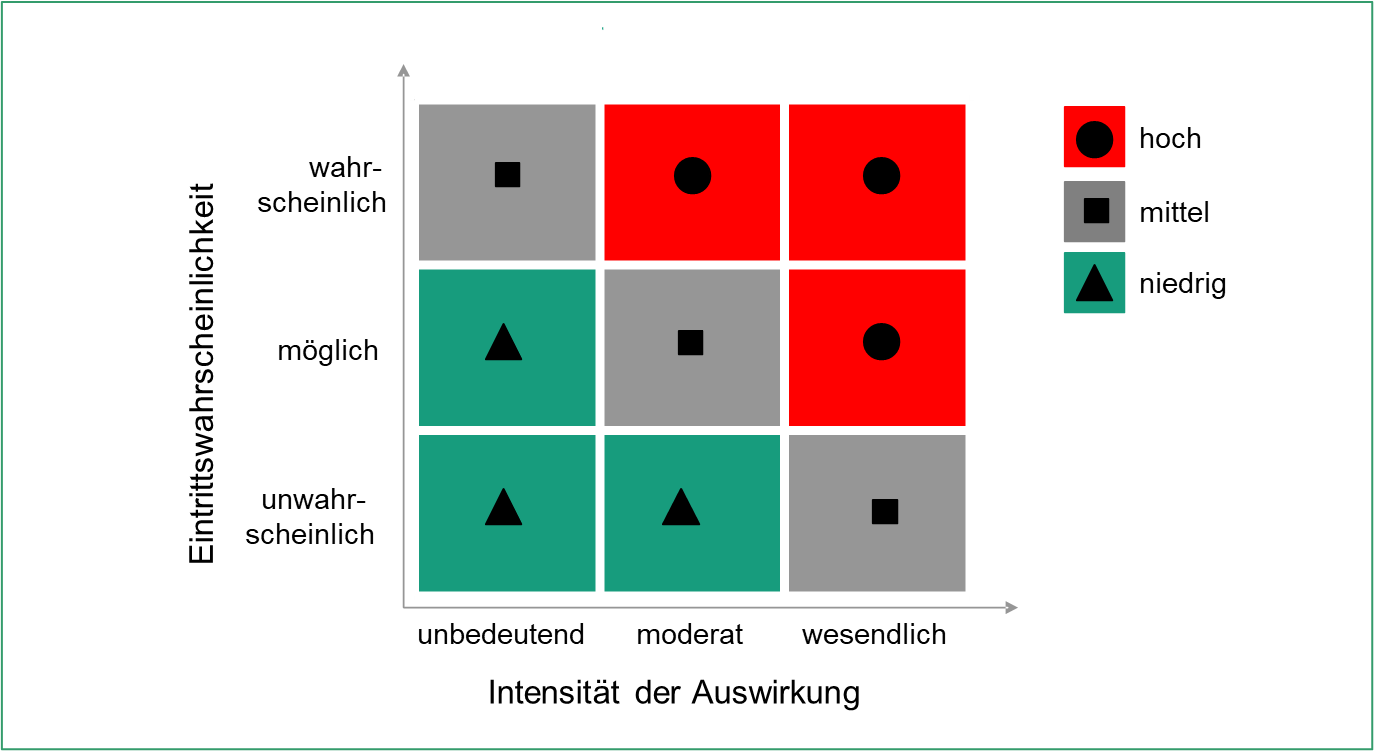 Eintrittswahrscheinlichkeit
wahr-
scheinlich
möglich
unwahr-
scheinlich
unbedeutend
moderat
wesendlich
Intensität der Auswirkung
hoch
mittel
niedrig